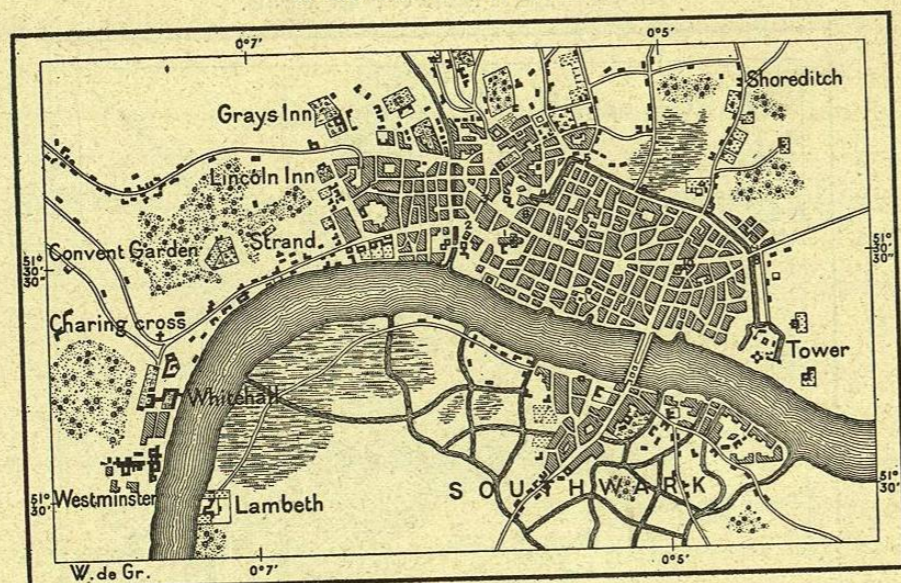 0°7' 0°5'
Shoreditch
Grays Inn
Lincoln Inn
Convent Garden
Strand
51°
30'
30"
51°
30'
30"
Charing cross
Tower
Whitehall
Westminster
Lambeth
SOUTHWARK
51°
30'
51°
30'
0°7' 0°5'
W. de Gr.